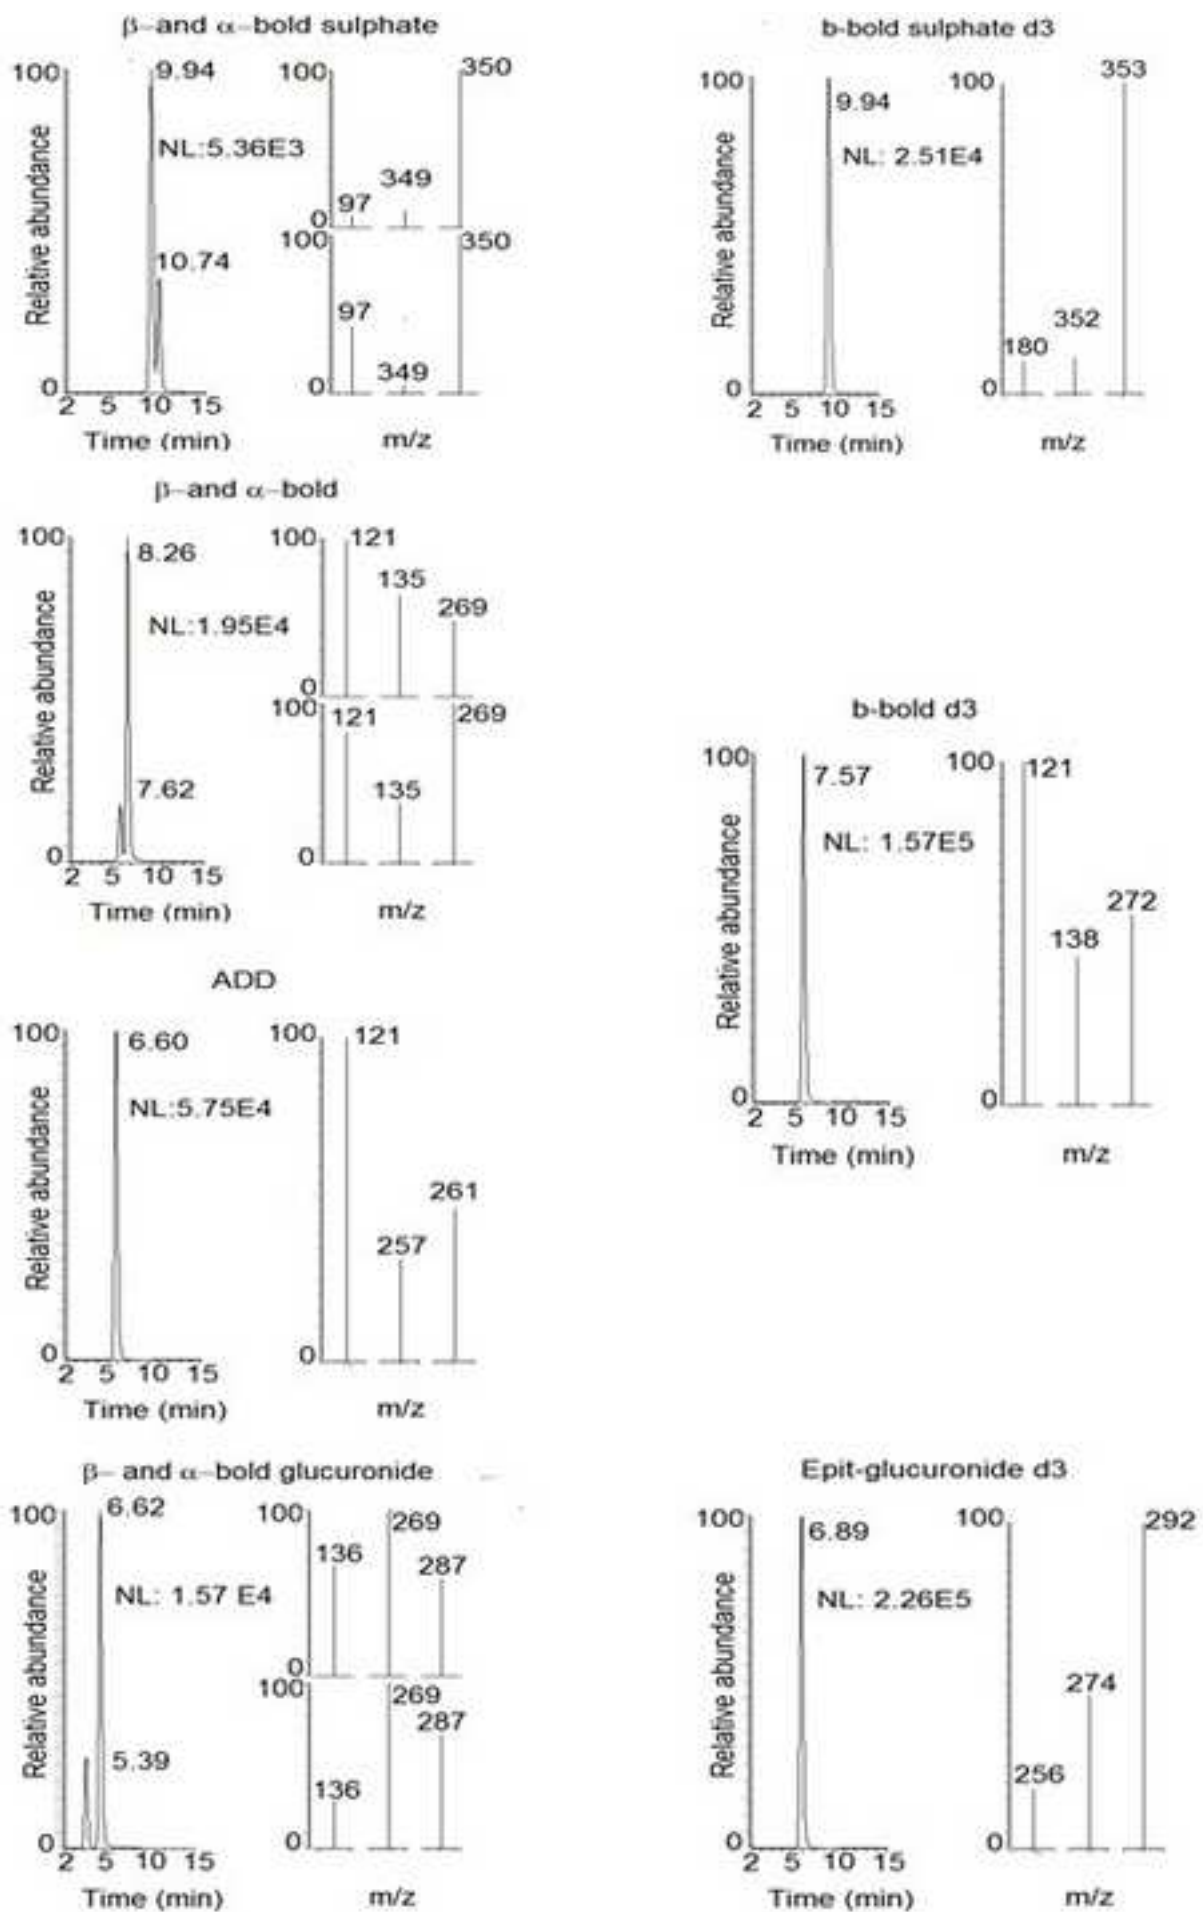 β-and α-bold sulphate
100
9.94
NL:5.36E3
10.74
Relative abundance
0
2 5 10 15
Time (min)
100
350
349
97
0
100
350
97
349
0
m/z
b-bold sulphate d3
100
9.94
NL: 2.51E4
Relative abundance
0
2 5 10 15
Time (min)
100
353
352
180
0
m/z
β-and α-bold
100
8.26
NL:1.95E4
7.62
Relative abundance
0
2 5 10 15
Time (min)
100
121
135
269
0
100
121
269
135
0
m/z
b-bold d3
100
7.57
NL: 1.57E5
Relative abundance
0
2 5 10 15
Time (min)
100
121
272
138
0
m/z
ADD
100
6.60
NL:5.75E4
Relative abundance
0
2 5 10 15
Time (min)
100
121
261
257
0
m/z
β- and α-bold glucuronide
100
6.62
NL: 1.57 E4
5.39
Relative abundance
0
2 5 10 15
Time (min)
100
269
136
287
0
100
269
287
136
0
m/z
Epit-glucuronide d3
100
6.89
NL: 2.26E5
Relative abundance
0
2 5 10 15
Time (min)
100
292
274
256
0
m/z